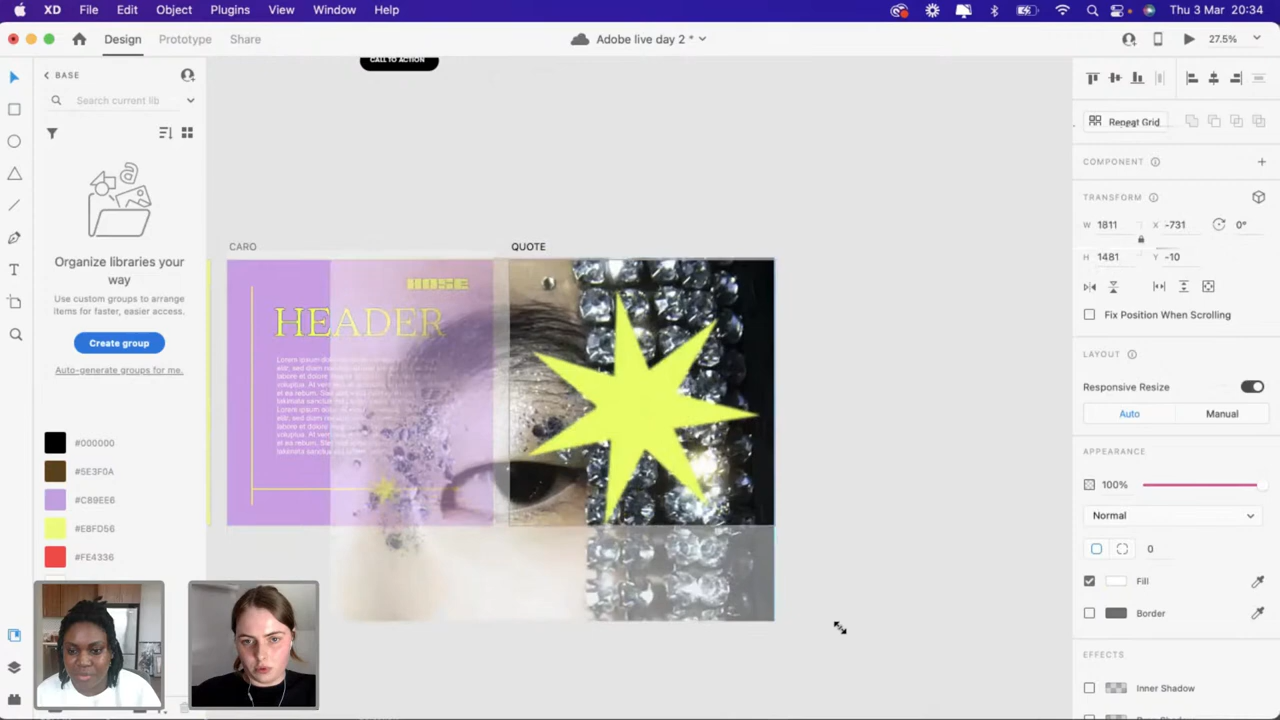 XD File Edit Object Plugins View Window Help
Thu 3 Mar 20:34
Design Prototype Share
Adobe live day 2 *
27.5%
BASE
Search current lib
Organize libraries your
way
Use custom groups to arrange
items for faster, easier access.
Create group
Auto-generate groups for me.
#000000
#5E3F0A
#C89EE6
#E8FD56
#FE4336
CALL TO ACTION
CARO
HEADER
Lorem ipsum
QUOTE
Repeat Grid
COMPONENT
TRANSFORM
W 1811 X -731 0°
H 1481 Y -10
Fix Position When Scrolling
LAYOUT
Responsive Resize
Auto Manual
APPEARANCE
100%
Normal
0
Fill
Border
EFFECTS
Inner Shadow